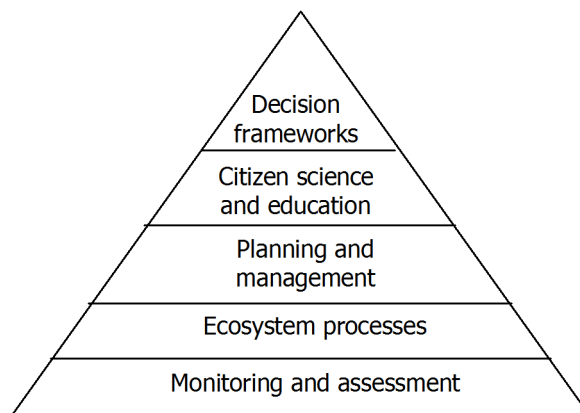 Decision
frameworks
Citizen science
and education
Planning and
management
Ecosystem processes
Monitoring and assessment